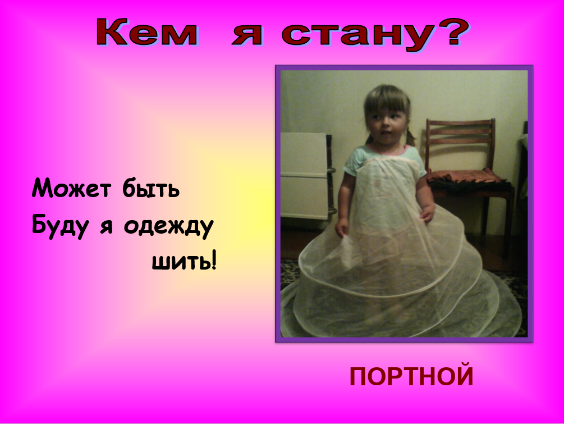 Кем я стану?
Может быть
Буду я одежду
шить!
ПОРТНОЙ